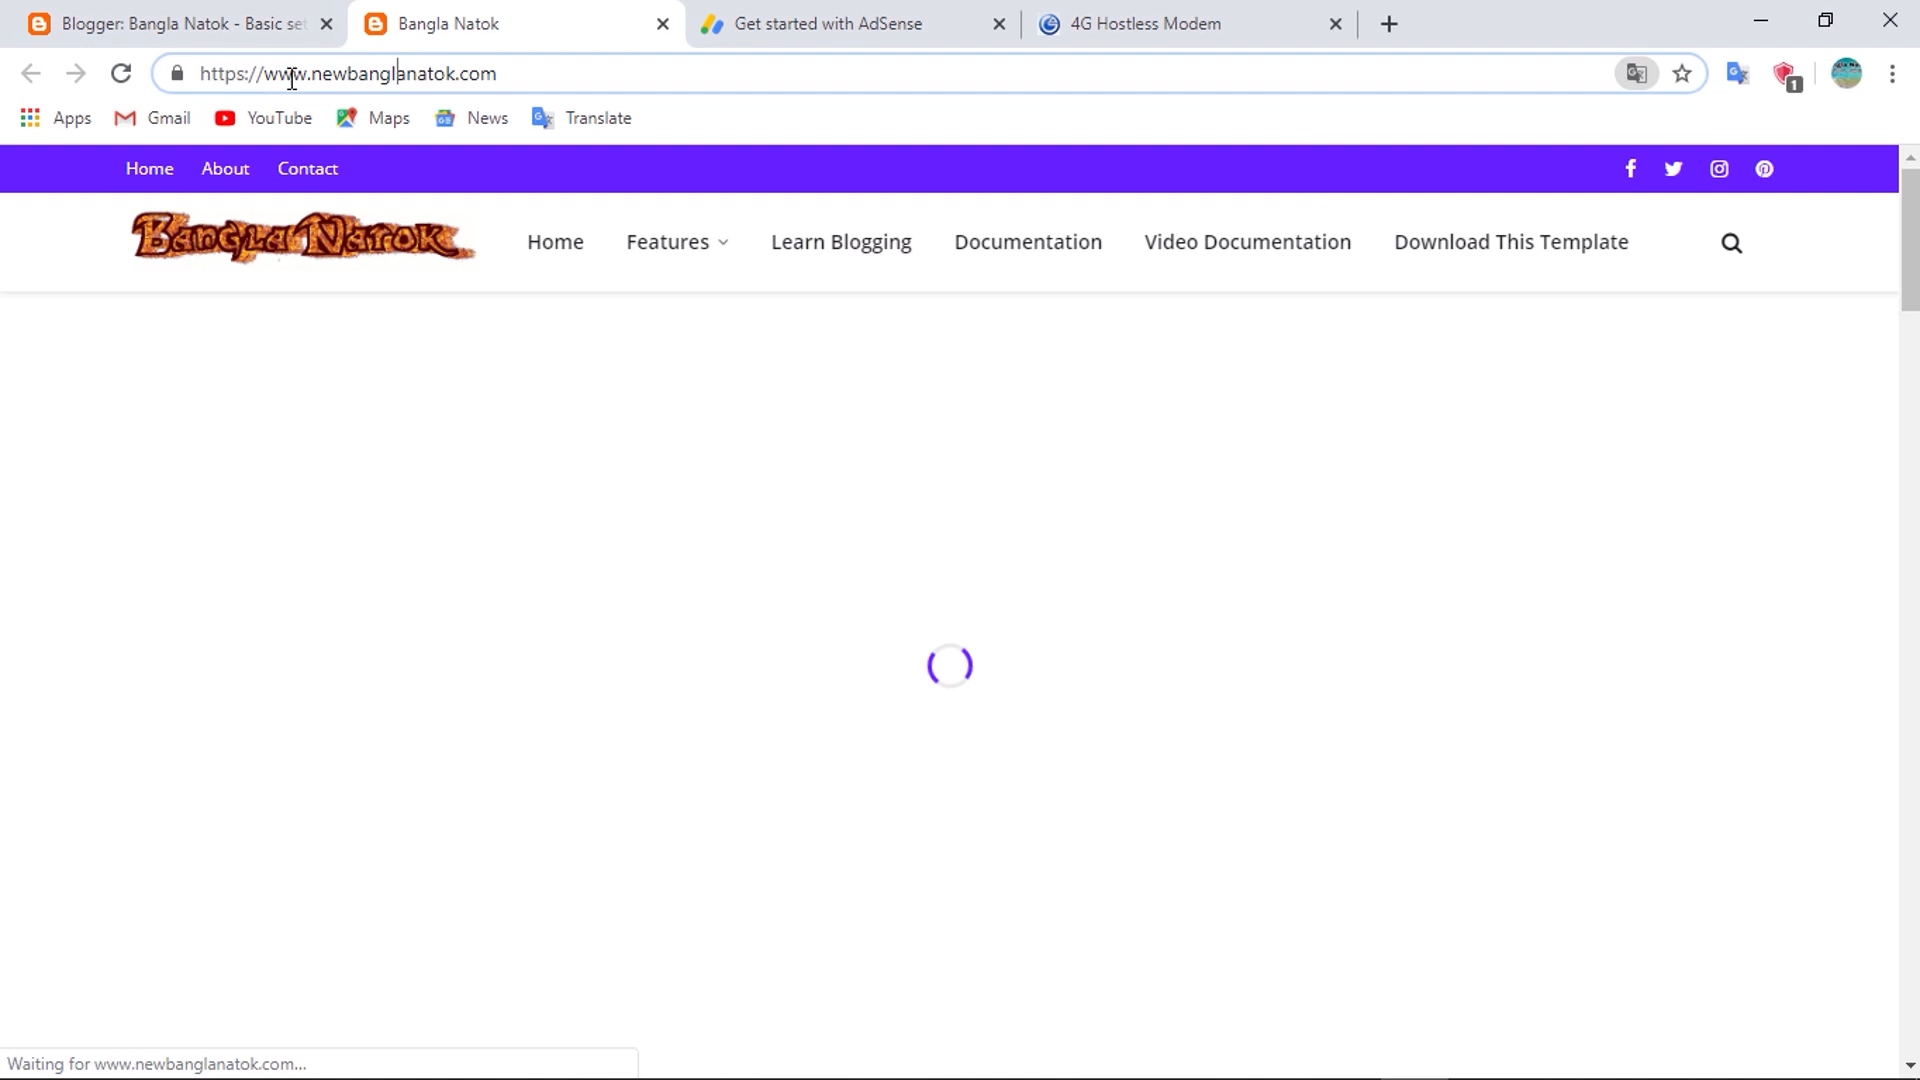 Blogger: Bangla Natok - Basic set
Bangla Natok
Get started with AdSense
4G Hostless Modem
https://www.newbanglanatok.com
1
Apps
Gmail
YouTube
Maps
News
Translate
Home
About
Contact
Bangla Natok
Home
Features
Learn Blogging
Documentation
Video Documentation
Download This Template
Waiting for www.newbanglanatok.com...